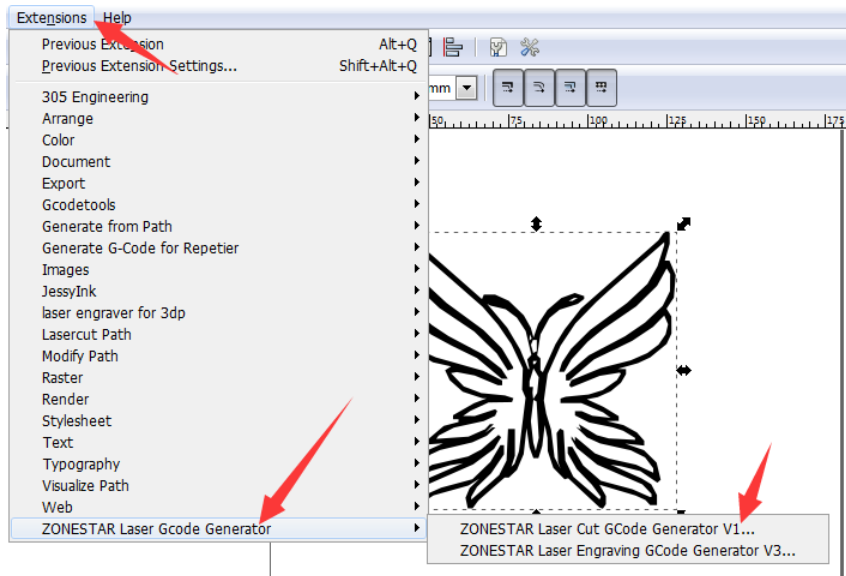 Extensions Help
Previous Extension Alt+Q
Previous Extension Settings... Shift+Alt+Q
mm
305 Engineering
50 75 100 125 150 175
Arrange
Color
Document
Export
Gcodetools
Generate from Path
Generate G-Code for Repetier
Images
JessyInk
laser engraver for 3dp
Lasercut Path
Modify Path
Raster
Render
Stylesheet
Text
Typography
Visualize Path
Web
ZONESTAR Laser Gcode Generator
ZONESTAR Laser Cut GCode Generator V1...
ZONESTAR Laser Engraving GCode Generator V3...